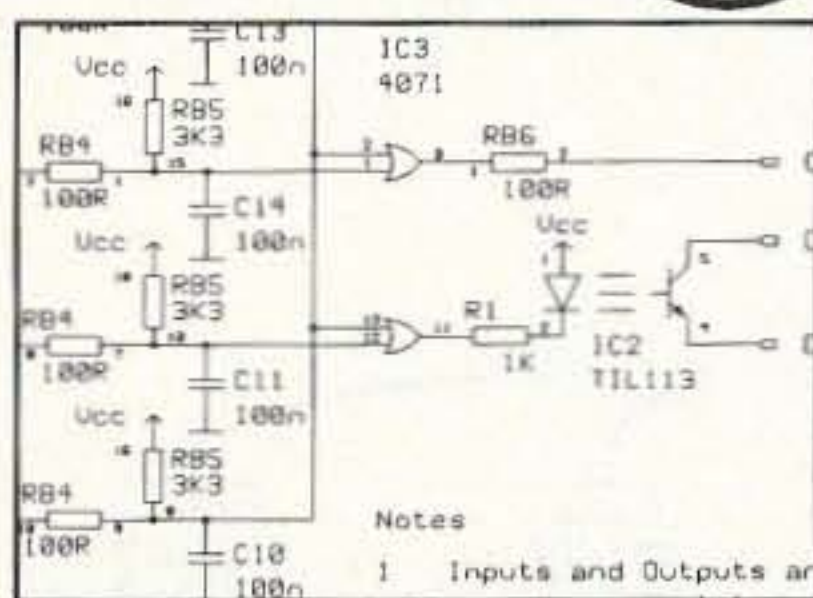 C13
100n
IC3
4071
Vcc
RB5
3K3
RB4
100R
RB6
100R
C14
100n
Vcc
Vcc
RB5
3K3
RB4
100R
R1
1K
IC2
TIL113
C11
100n
Vcc
RB5
3K3
RB4
100R
Notes
C10
100n
1 Inputs and Outputs